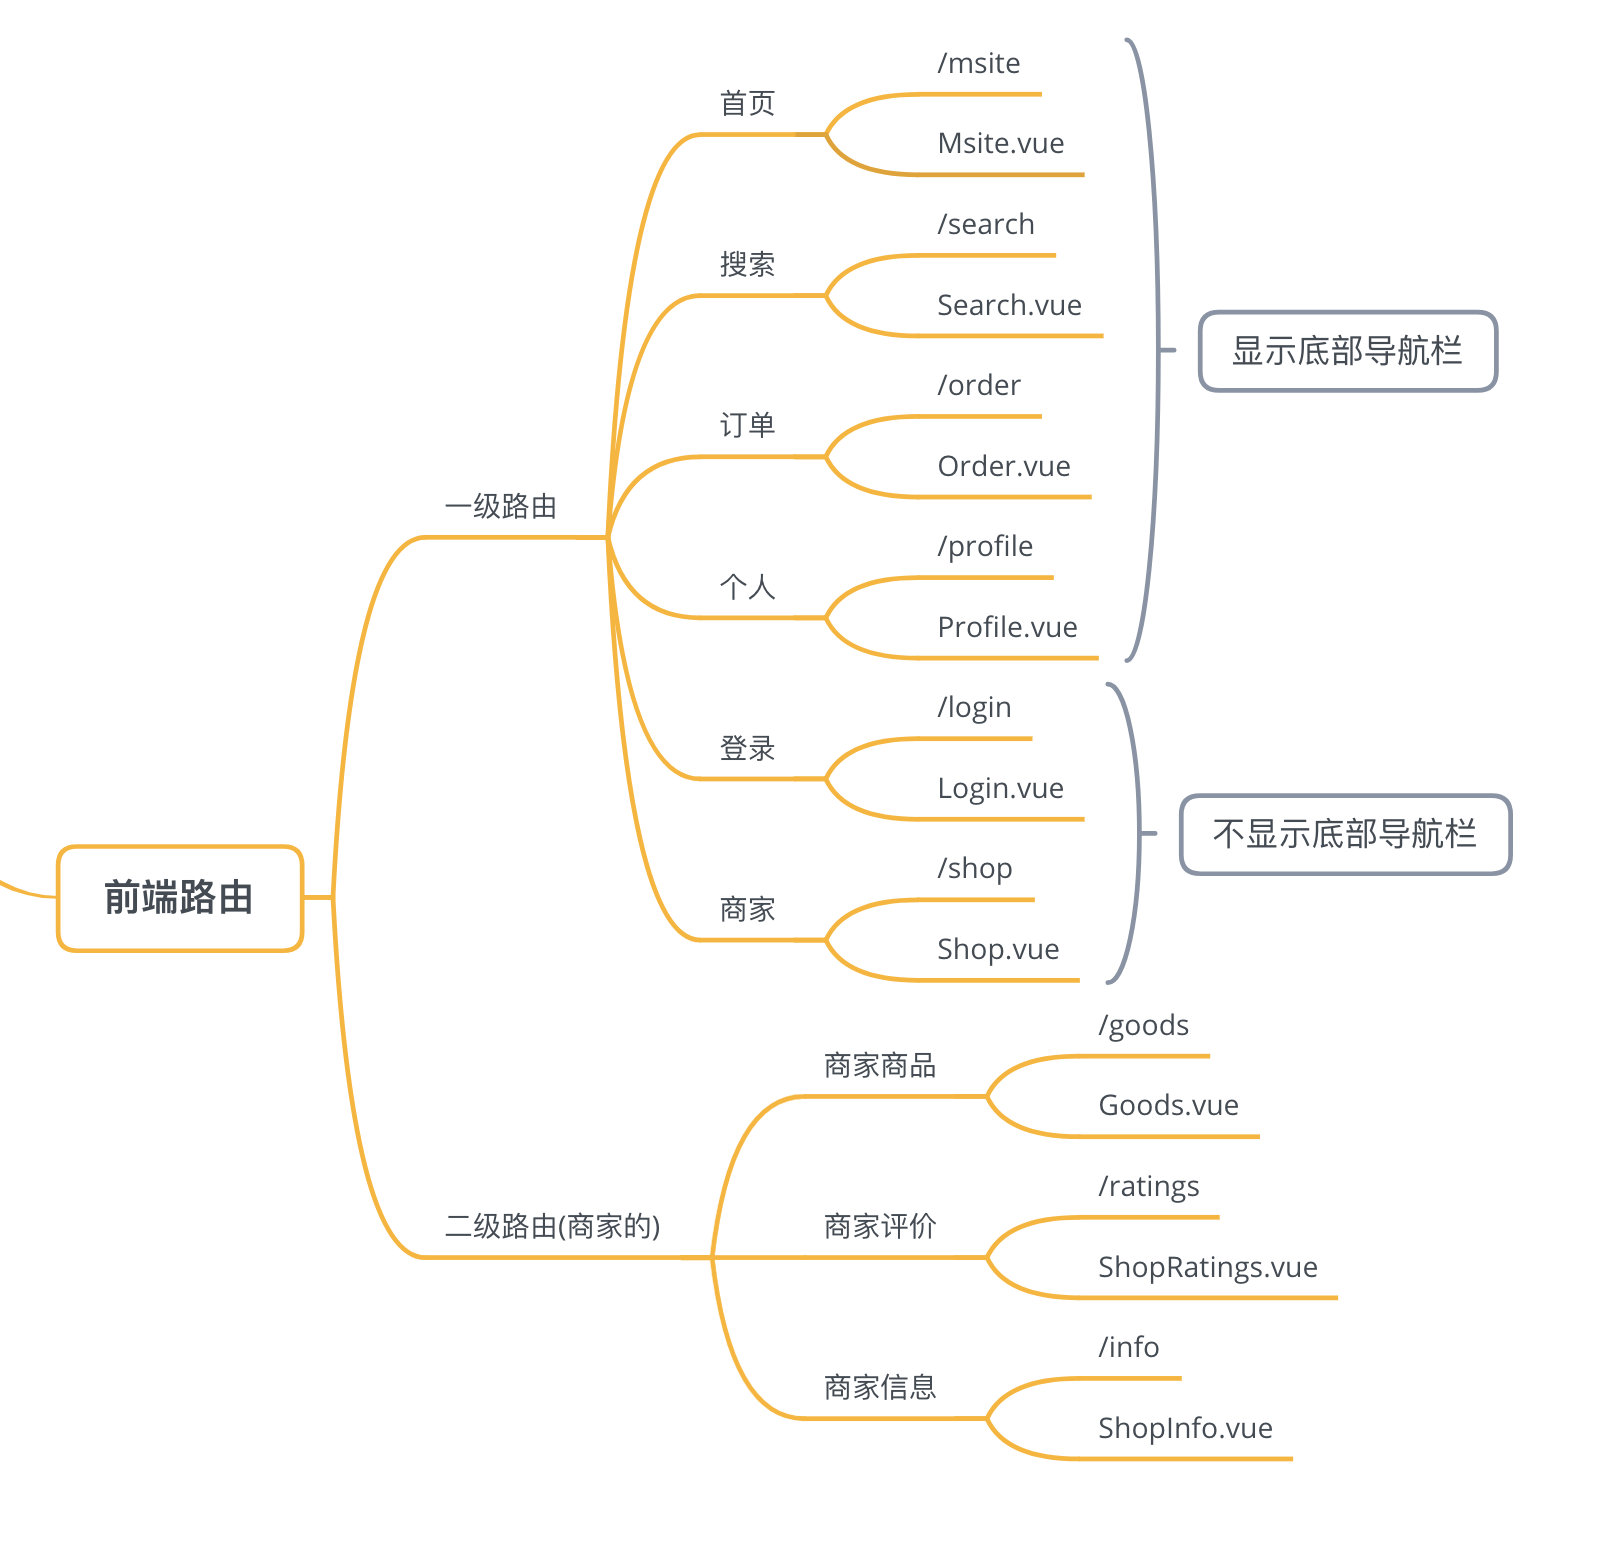 前端路由
一级路由
首页
/msite
Msite.vue
搜索
/search
Search.vue
订单
/order
Order.vue
个人
/profile
Profile.vue
显示底部导航栏
登录
/login
Login.vue
商家
/shop
Shop.vue
不显示底部导航栏
二级路由(商家的)
商家商品
/goods
Goods.vue
商家评价
/ratings
ShopRatings.vue
商家信息
/info
ShopInfo.vue